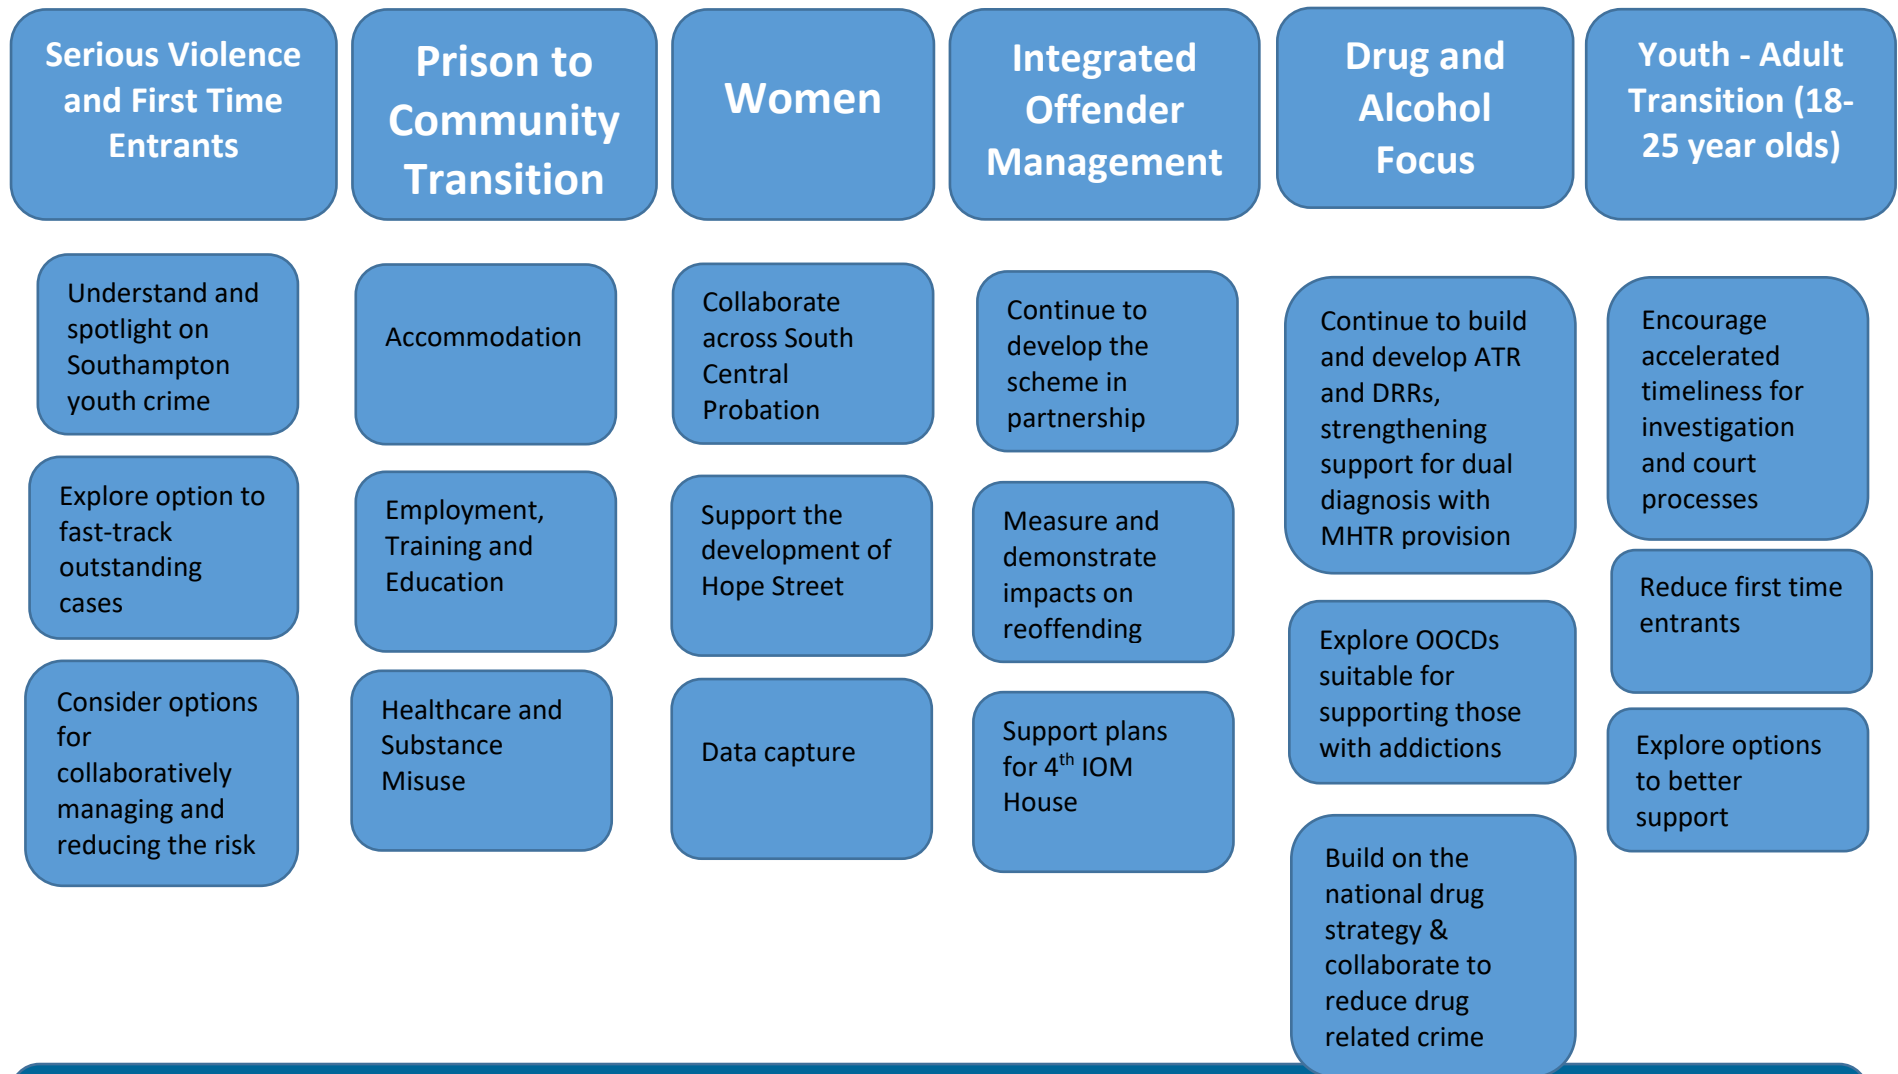 Serious Violence
and First Time
Entrants
Prison to
Community
Transition
Women
Integrated
Offender
Management
Drug and
Alcohol
Focus
Youth - Adult
Transition (18-
25 year olds)
Understand and
spotlight on
Southampton
youth crime
Explore option to
fast-track
outstanding
cases
Consider options
for
collaboratively
managing and
reducing the risk
Accommodation
Employment,
Training and
Education
Healthcare and
Substance
Misuse
Collaborate
across South
Central
Probation
Support the
development of
Hope Street
Data capture
Continue to
develop the
scheme in
partnership
Measure and
demonstrate
impacts on
reoffending
Support plans
for 4th IOM
House
Continue to build
and develop ATR
and DRRs,
strengthening
support for dual
diagnosis with
MHTR provision
Explore OOCDs
suitable for
supporting those
with addictions
Build on the
national drug
strategy &
collaborate to
reduce drug
related crime
Encourage
accelerated
timeliness for
investigation
and court
processes
Reduce first time
entrants
Explore options
to better
support